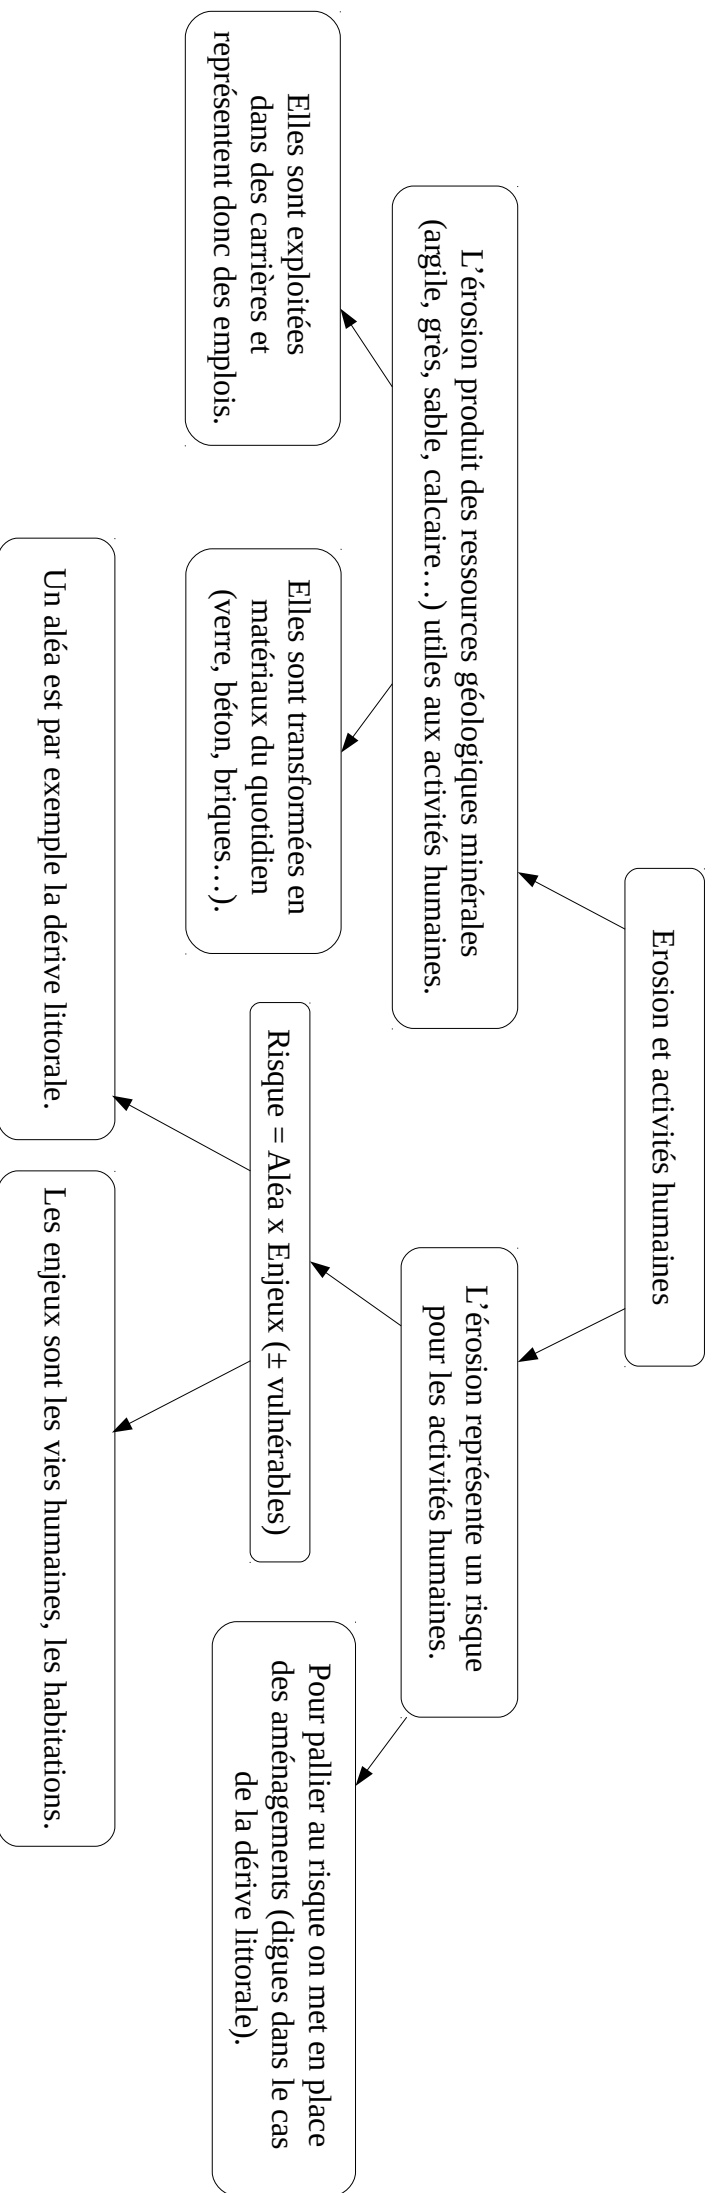 Erosion et activités humaines
L’érosion produit des ressources géologiques minérales
(argile, grès, sable, calcaire…) utiles aux activités humaines.
L’érosion représente un risque
pour les activités humaines.
Elles sont exploitées
dans des carrières et
représentent donc des emplois.
Elles sont transformées en
matériaux du quotidien
(verre, béton, briques…).
Risque = Aléa x Enjeux (± vulnérables)
Pour pallier au risque on met en place
des aménagements (digues dans le cas
de la dérive littorale).
Un aléa est par exemple la dérive littorale.
Les enjeux sont les vies humaines, les habitations.